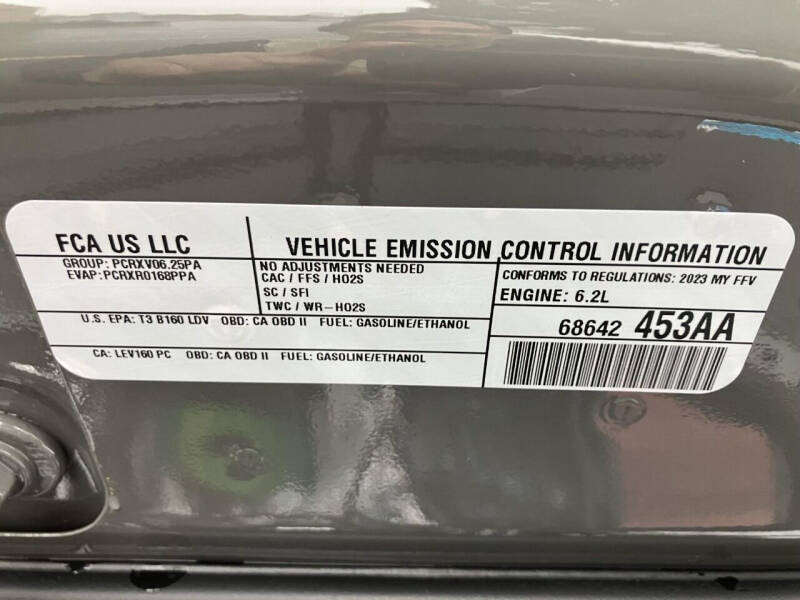 FCA US LLC
GROUP: PCRXV06.25PA
EVAP: PCRXR0168PPA
VEHICLE EMISSION CONTROL INFORMATION
NO ADJUSTMENTS NEEDED
CAC / FFS / HO2S
SC / SFI
TWC / WR-HO2S
CONFORMS TO REGULATIONS: 2023 MY FFV
ENGINE: 6.2L
U.S. EPA: T3 B160 LDV OBD: CA OBD II FUEL: GASOLINE/ETHANOL
CA: LEV160 PC OBD: CA OBD II FUEL: GASOLINE/ETHANOL
68642 453AA